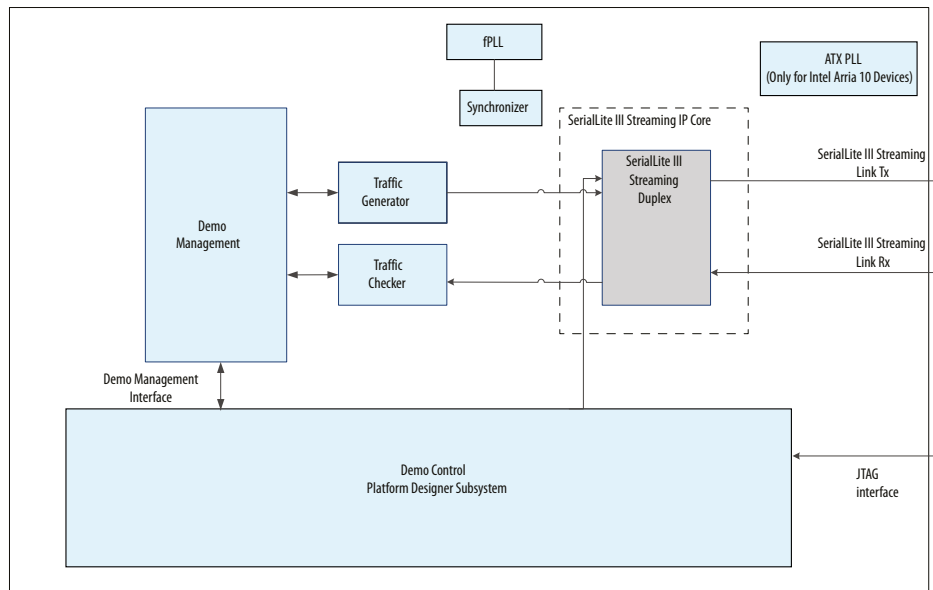 fPLL
ATX PLL
(Only for Intel Arria 10 Devices)
Synchronizer
SerialLite III Streaming IP Core
SerialLite III
Streaming
Duplex
SerialLite III Streaming
Link Tx
Traffic
Generator
Demo
Management
SerialLite III Streaming
Link Rx
Traffic
Checker
Demo Management
Interface
Demo Control
Platform Designer Subsystem
JTAG
interface